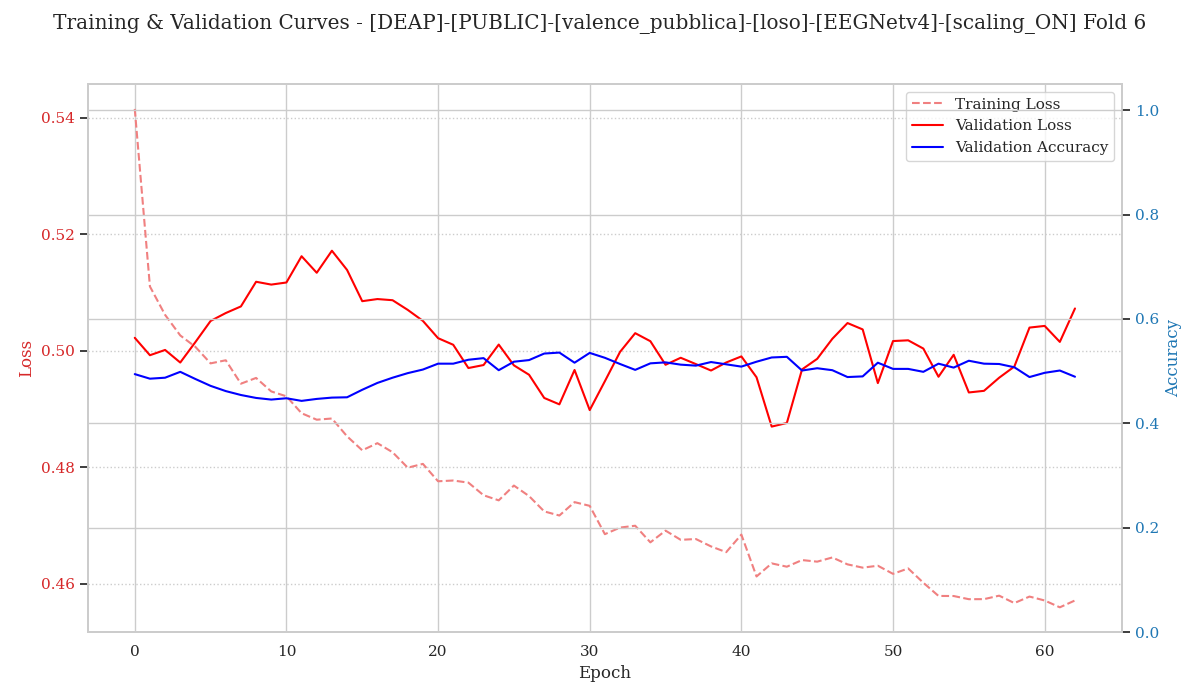 Training & Validation Curves - [DEAP]-[PUBLIC]-[valence_pubblica]-[loso]-[EEGNetv4]-[scaling_ON] Fold 6
Training Loss
Validation Loss
Validation Accuracy
Loss
0.54
0.52
0.50
0.48
0.46
1.0
0.8
0.6
0.4
0.2
0.0
Accuracy
0 10 20 30 40 50 60
Epoch